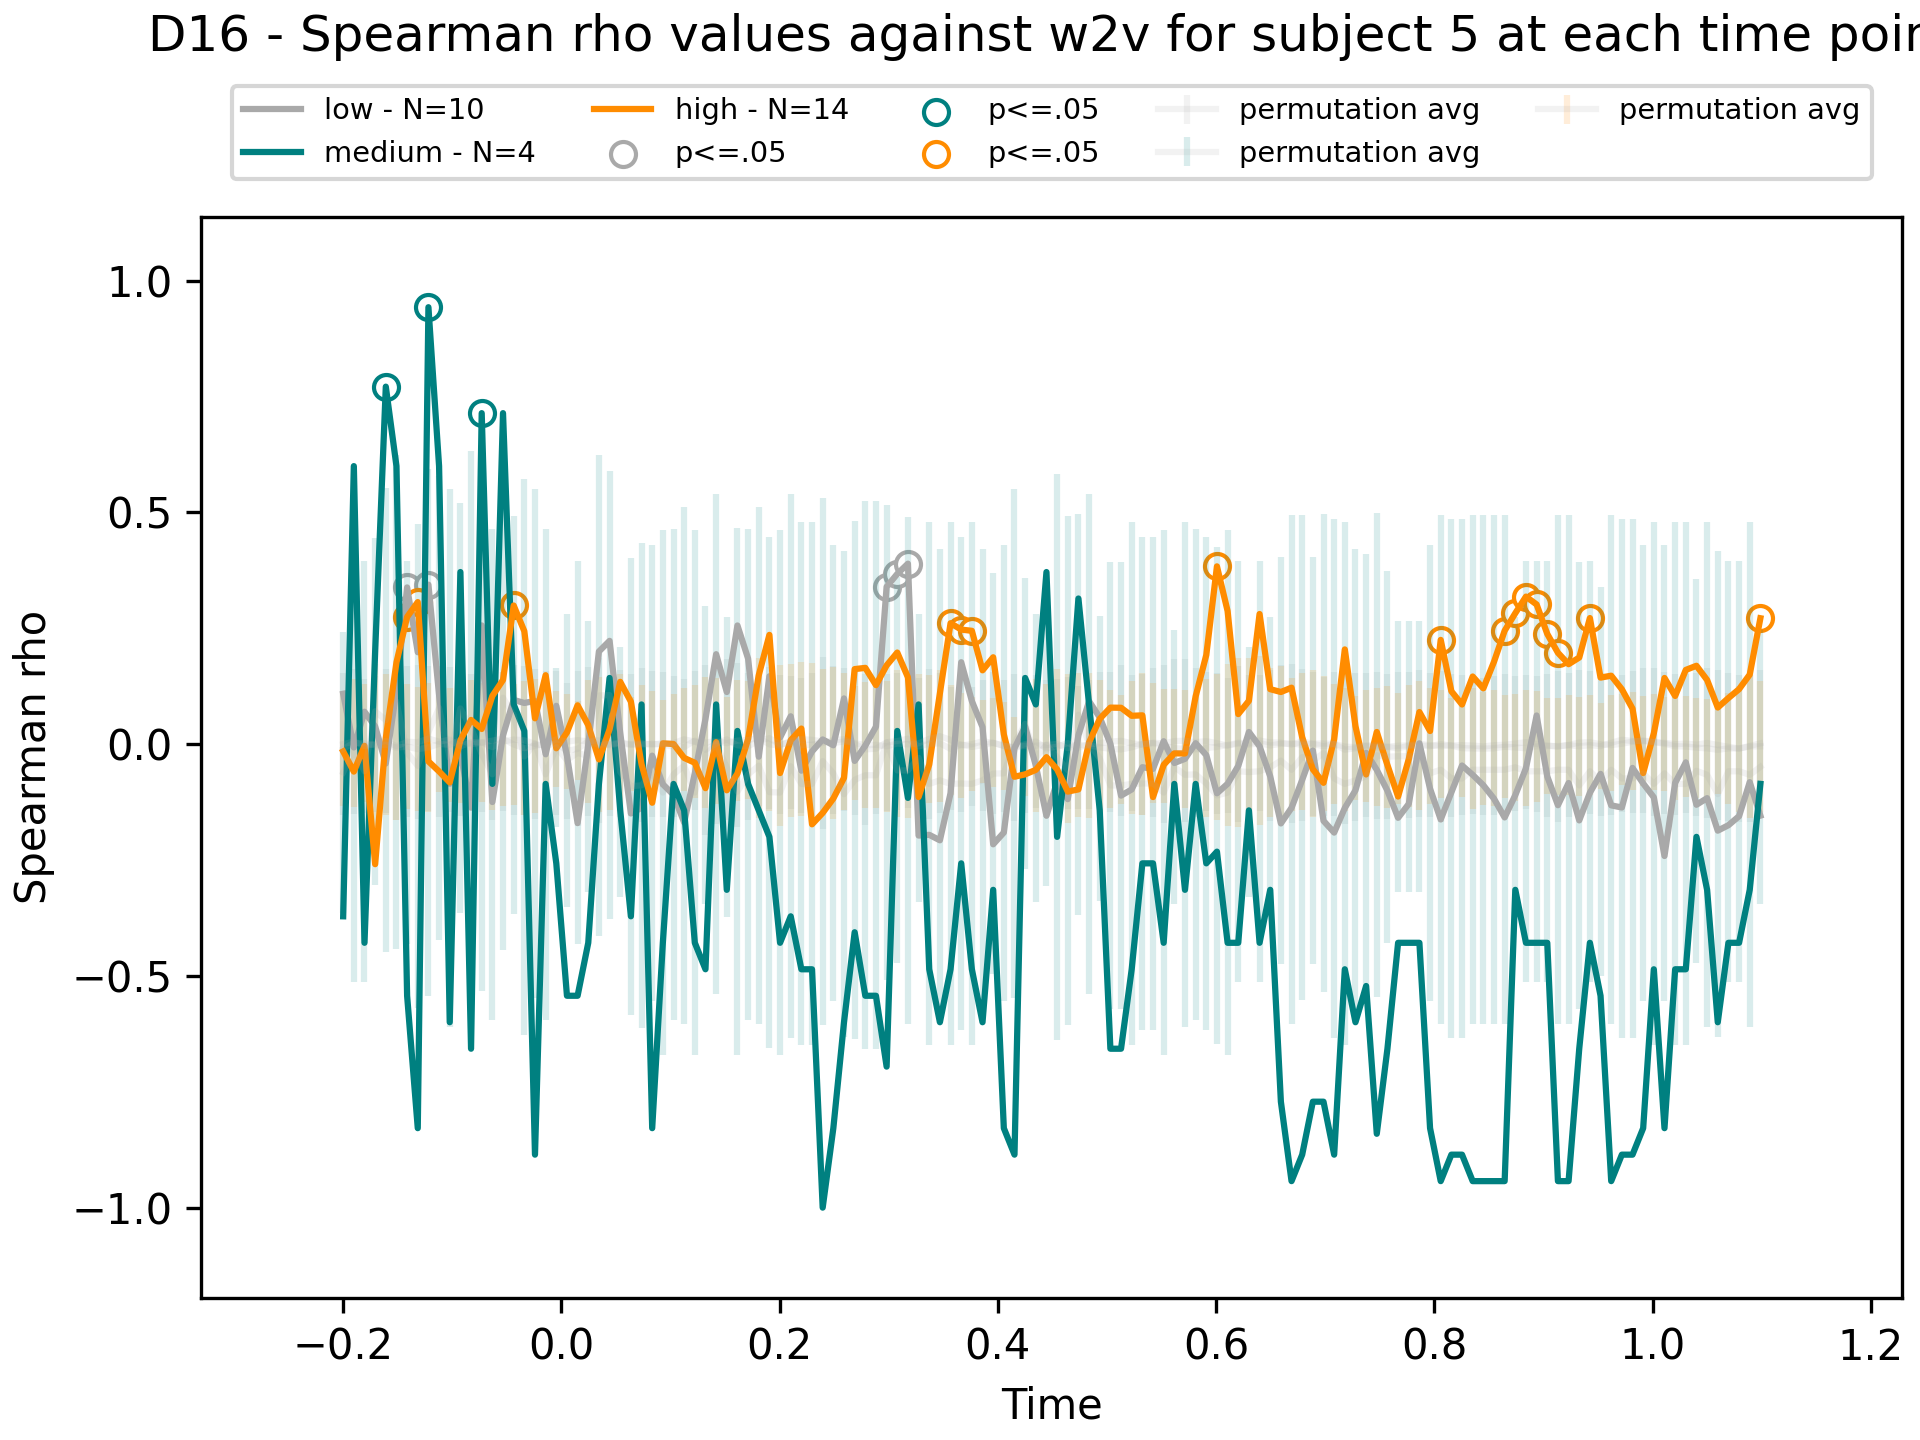 D16 - Spearman rho values against w2v for subject 5 at each time poin
low - N=10 high - N=14 p<=.05 permutation avg permutation avg
medium - N=4 p<=.05 p<=.05 permutation avg
Spearman rho
1.0
0.5
0.0
−0.5
−1.0
−0.2 0.0 0.2 0.4 0.6 0.8 1.0 1.2
Time